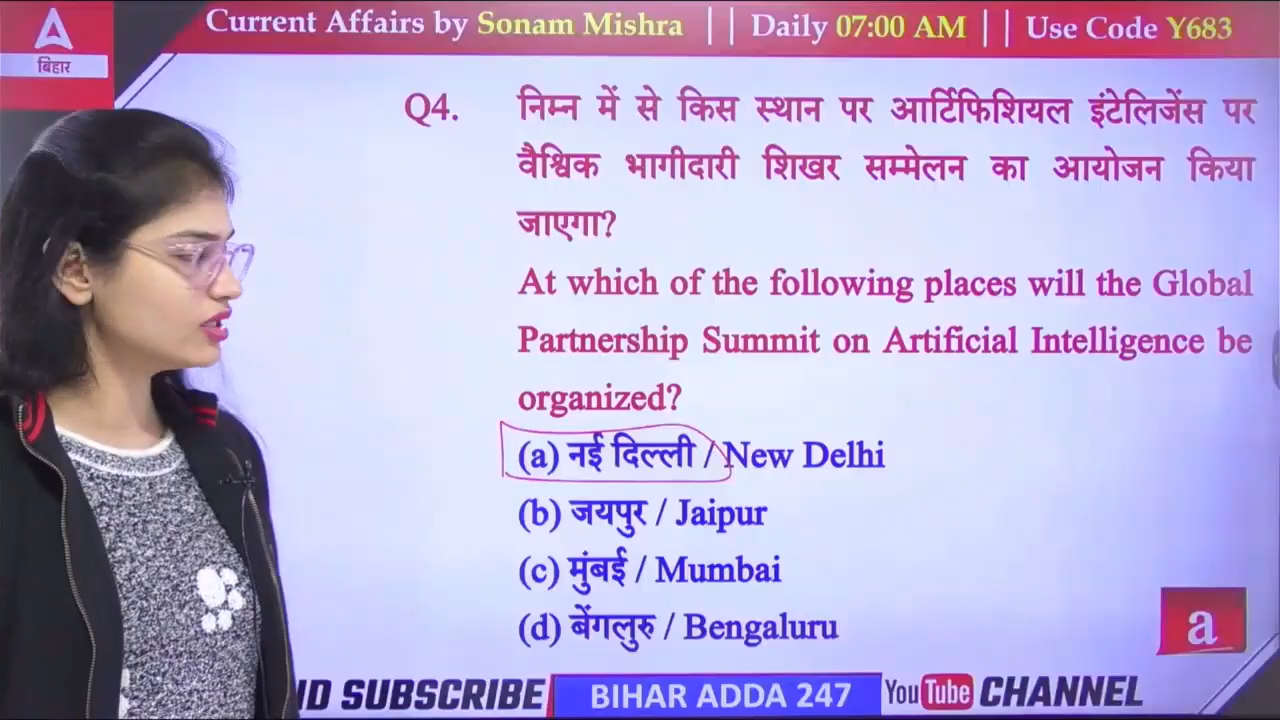 Current Affairs by Sonam Mishra || Daily 07:00 AM || Use Code Y683
बिहार
Q4. निम्न में से किस स्थान पर आर्टिफिशियल इंटेलिजेंस पर
वैश्विक भागीदारी शिखर सम्मेलन का आयोजन किया
जाएगा?
At which of the following places will the Global
Partnership Summit on Artificial Intelligence be
organized?
(a) नई दिल्ली / New Delhi
(b) जयपुर / Jaipur
(c) मुंबई / Mumbai
(d) बेंगलुरु / Bengaluru
a
SUBSCRIBE BIHAR ADDA 247 YouTube CHANNEL